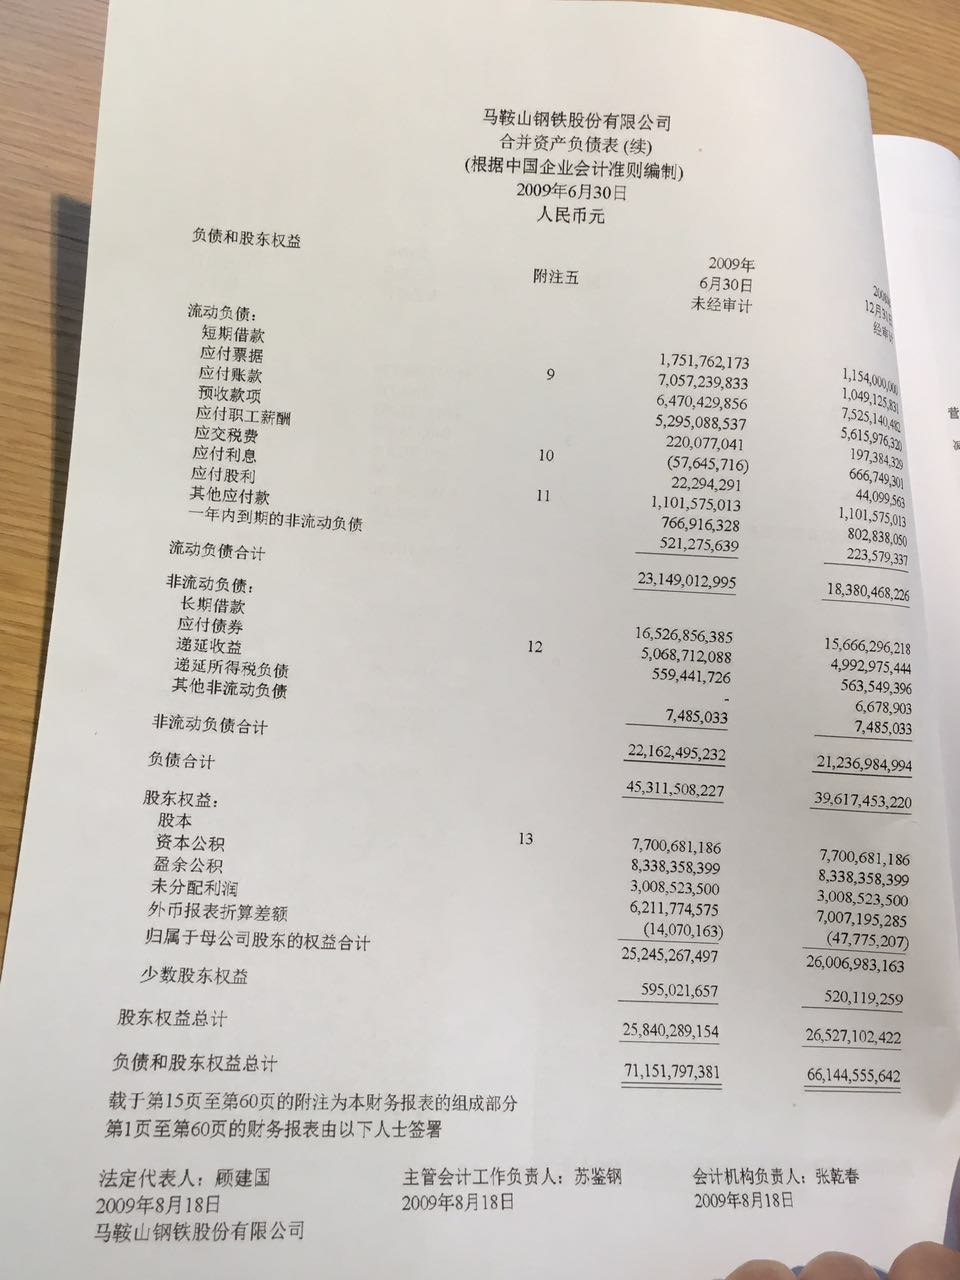 马鞍山钢铁股份有限公司
合并资产负债表(续)
(根据中国企业会计准则编制)
2009年6月30日
人民币元
负债和股东权益
附注五 2009年
6月30日 12月31日
未经审计 经审计
流动负债：
短期借款 1,751,762,173 1,154,000,000
应付票据 7,057,239,833 1,049,125,831
应付账款 9 6,470,429,856 7,525,140,482
预收款项 5,295,088,537 5,615,976,320
应付职工薪酬 220,077,041 197,384,329
应交税费 10 (57,645,716) 666,749,301
应付利息 22,294,291 44,099,563
应付股利 11 1,101,575,013 1,101,575,013
其他应付款 766,916,328 802,838,050
一年内到期的非流动负债 521,275,639 223,579,337
流动负债合计 23,149,012,995 18,380,468,226
非流动负债：
长期借款 16,526,856,385 15,666,296,218
应付债券 12 5,068,712,088 4,992,975,444
递延收益 559,441,726 563,549,396
递延所得税负债 - 6,678,903
其他非流动负债 7,485,033 7,485,033
非流动负债合计 22,162,495,232 21,236,984,994
负债合计 45,311,508,227 39,617,453,220
股东权益：
股本 13 7,700,681,186 7,700,681,186
资本公积 8,338,358,399 8,338,358,399
盈余公积 3,008,523,500 3,008,523,500
未分配利润 6,211,774,575 7,007,195,285
外币报表折算差额 (14,070,163) (47,775,207)
归属于母公司股东的权益合计 25,245,267,497 26,006,983,163
少数股东权益 595,021,657 520,119,259
股东权益总计 25,840,289,154 26,527,102,422
负债和股东权益总计 71,151,797,381 66,144,555,642
载于第15页至第60页的附注为本财务报表的组成部分
第1页至第60页的财务报表由以下人士签署
法定代表人：顾建国 主管会计工作负责人：苏鉴钢 会计机构负责人：张乾春
2009年8月18日 2009年8月18日 2009年8月18日
马鞍山钢铁股份有限公司
营